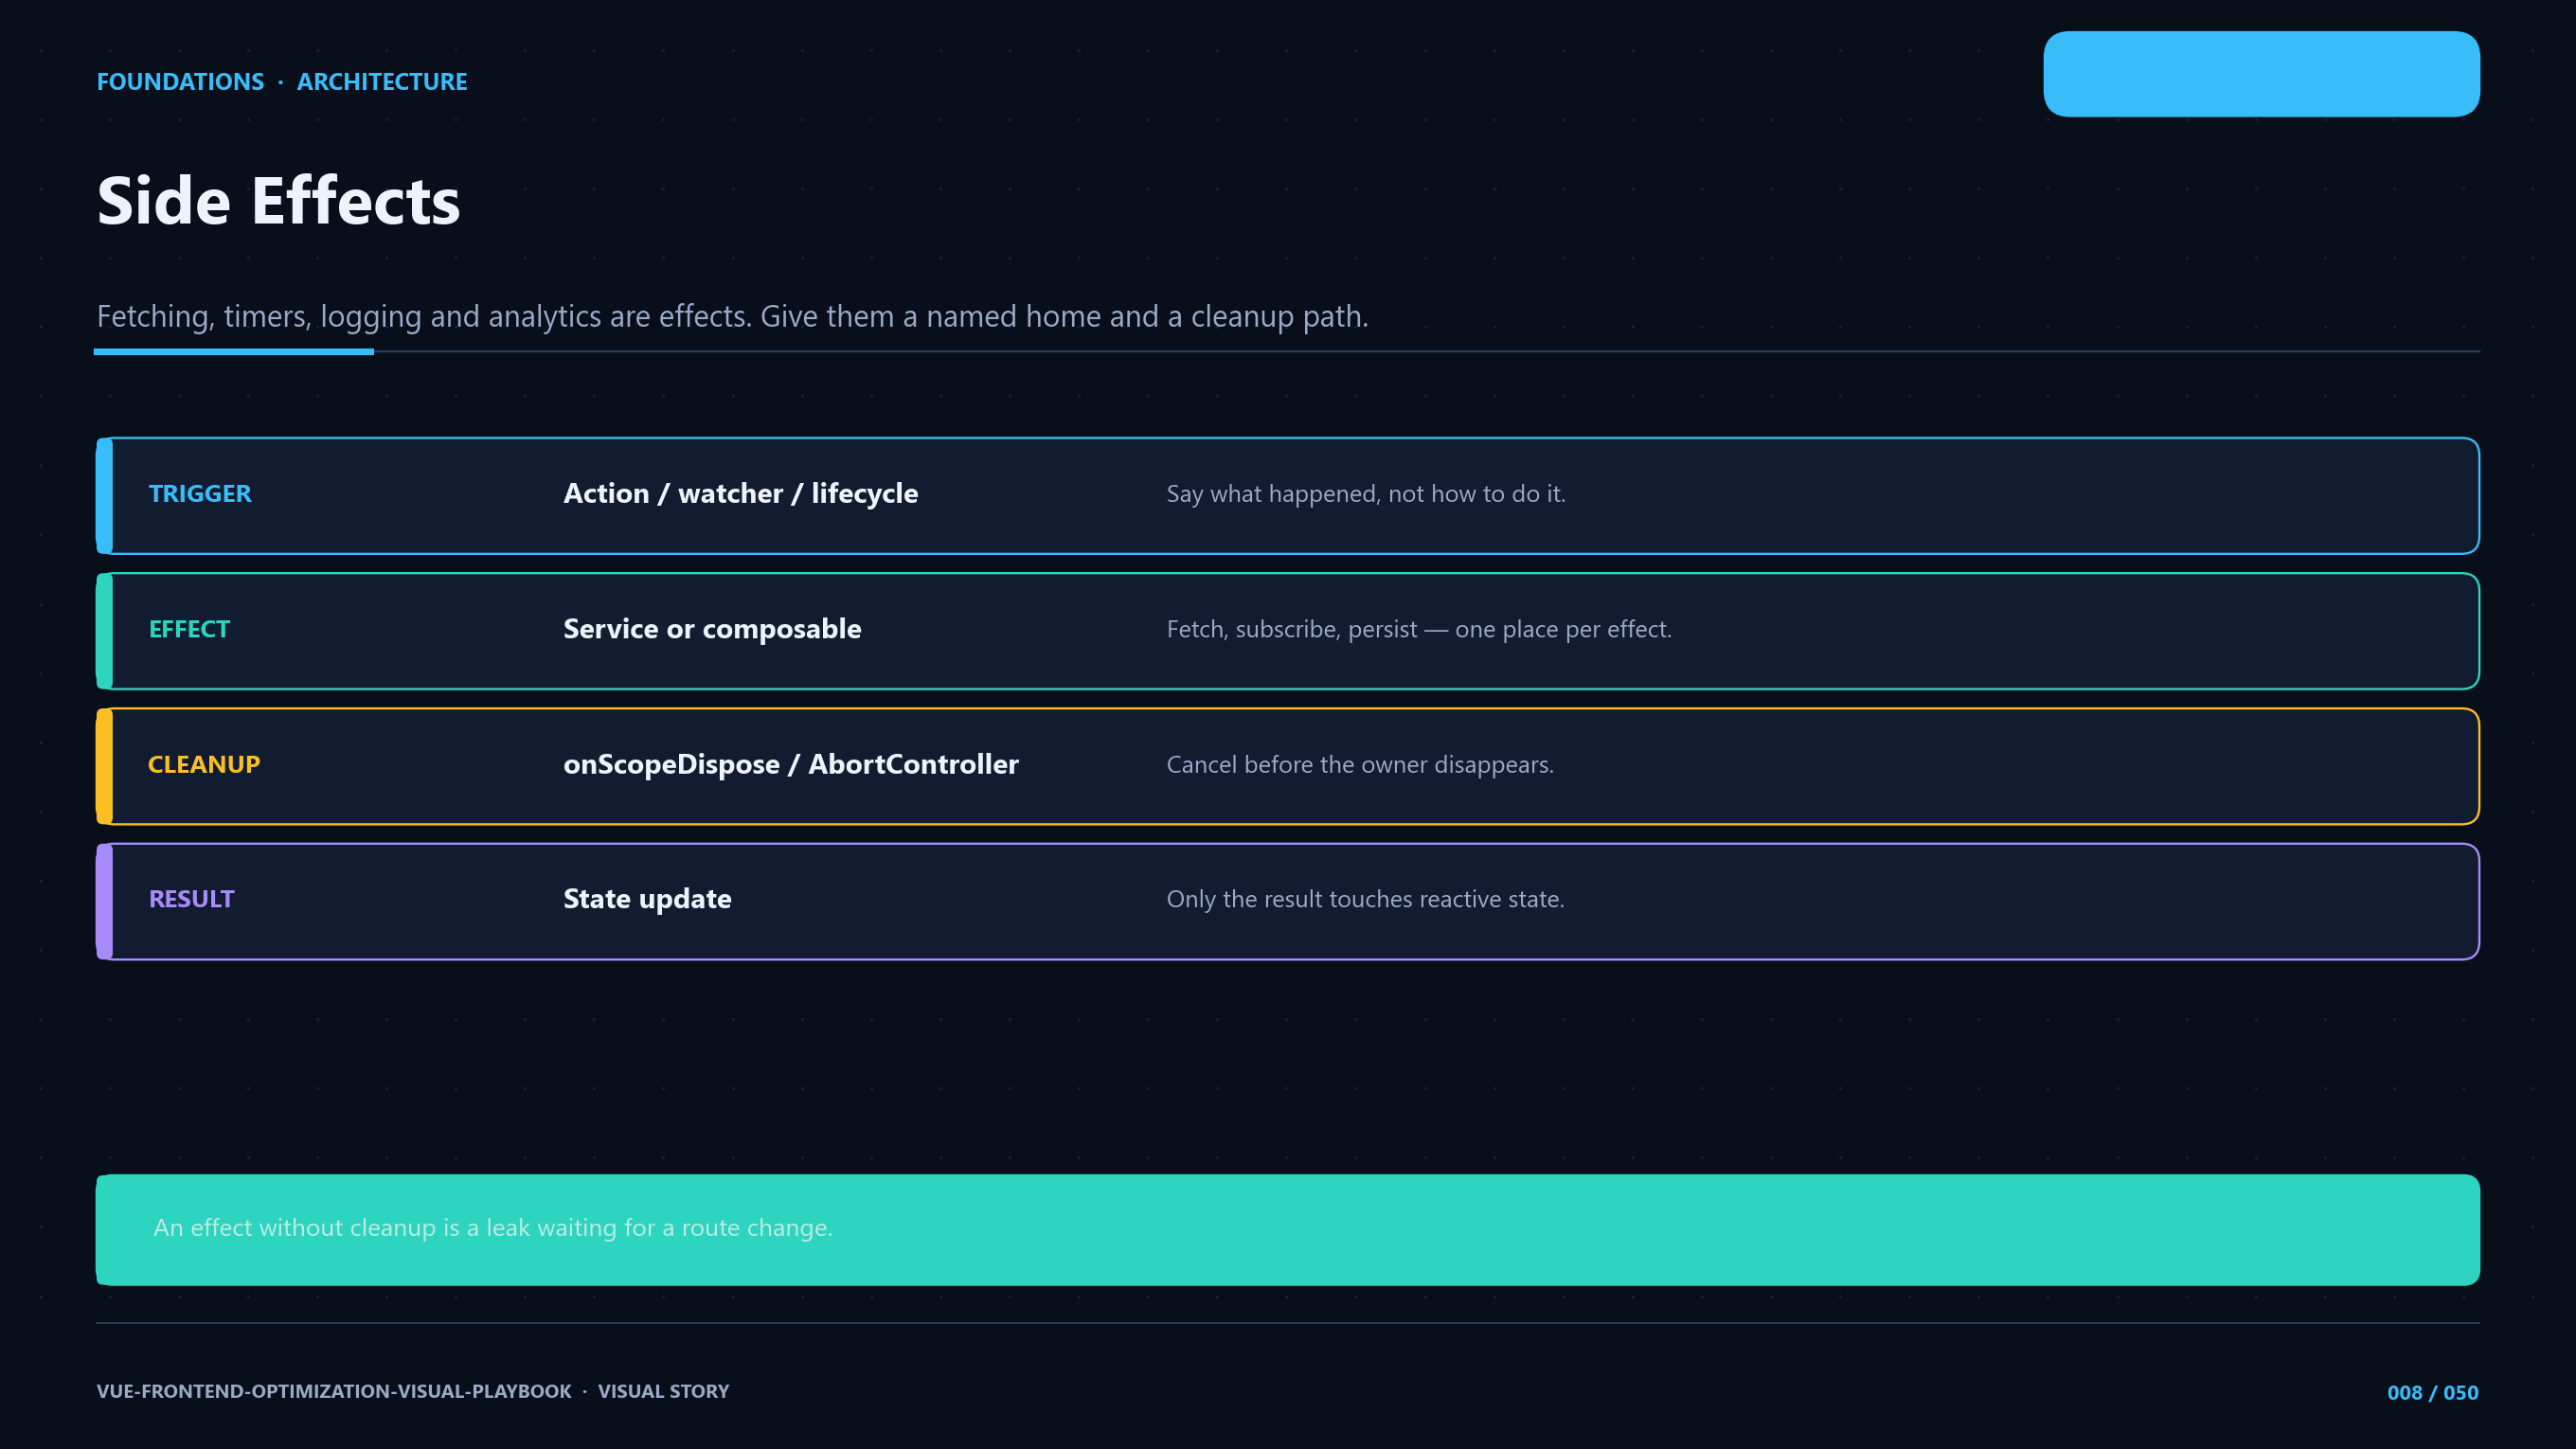 FOUNDATIONS · ARCHITECTURE
Side Effects
Fetching, timers, logging and analytics are effects. Give them a named home and a cleanup path.
TRIGGER Action / watcher / lifecycle Say what happened, not how to do it.
EFFECT Service or composable Fetch, subscribe, persist — one place per effect.
CLEANUP onScopeDispose / AbortController Cancel before the owner disappears.
RESULT State update Only the result touches reactive state.
An effect without cleanup is a leak waiting for a route change.
VUE-FRONTEND-OPTIMIZATION-VISUAL-PLAYBOOK · VISUAL STORY
008 / 050